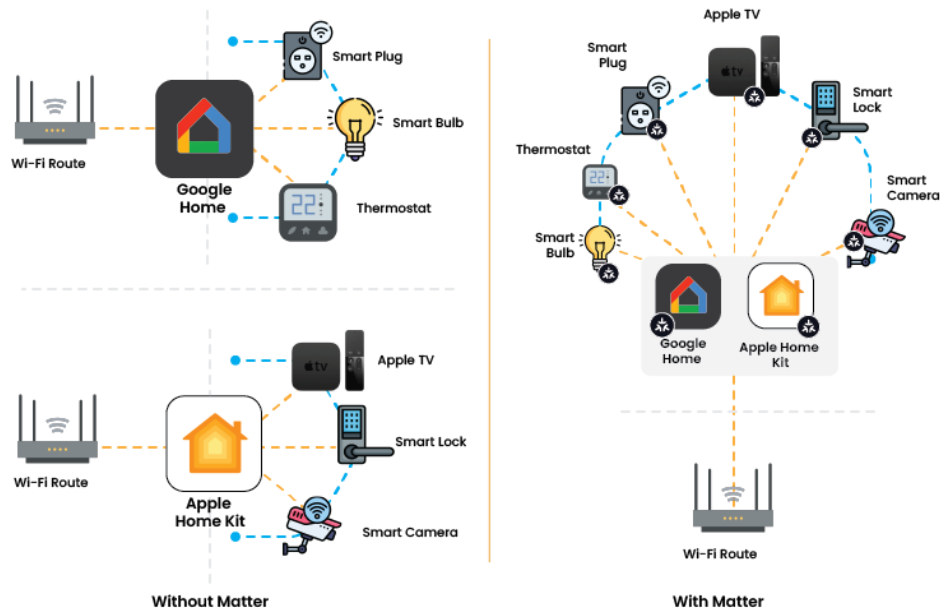 Smart Plug
Wi-Fi Route
Google
Home
Smart Bulb
22
Thermostat
Wi-Fi Route
Apple
Home Kit
tv
Apple TV
Smart Lock
Smart Camera
Without Matter
Apple TV
tv
Smart
Plug
Smart
Lock
Thermostat
22
Smart
Camera
Smart
Bulb
Google
Home
Apple Home
Kit
Wi-Fi Route
With Matter